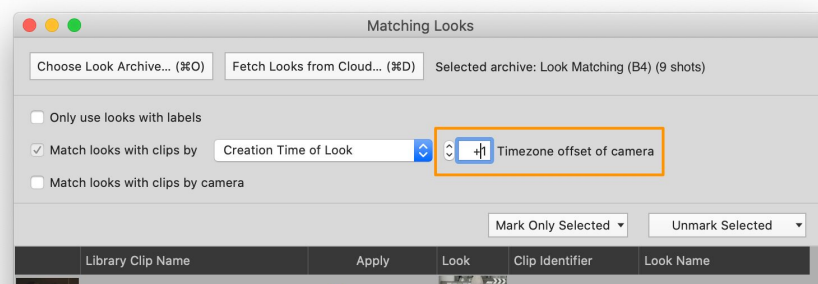 Matching Looks
Choose Look Archive... (⌘O) Fetch Looks from Cloud... (⌘D) Selected archive: Look Matching (B4) (9 shots)
Only use looks with labels
Match looks with clips by Creation Time of Look +1 Timezone offset of camera
Match looks with clips by camera
Mark Only Selected Unmark Selected
Library Clip Name Apply Look Clip Identifier Look Name